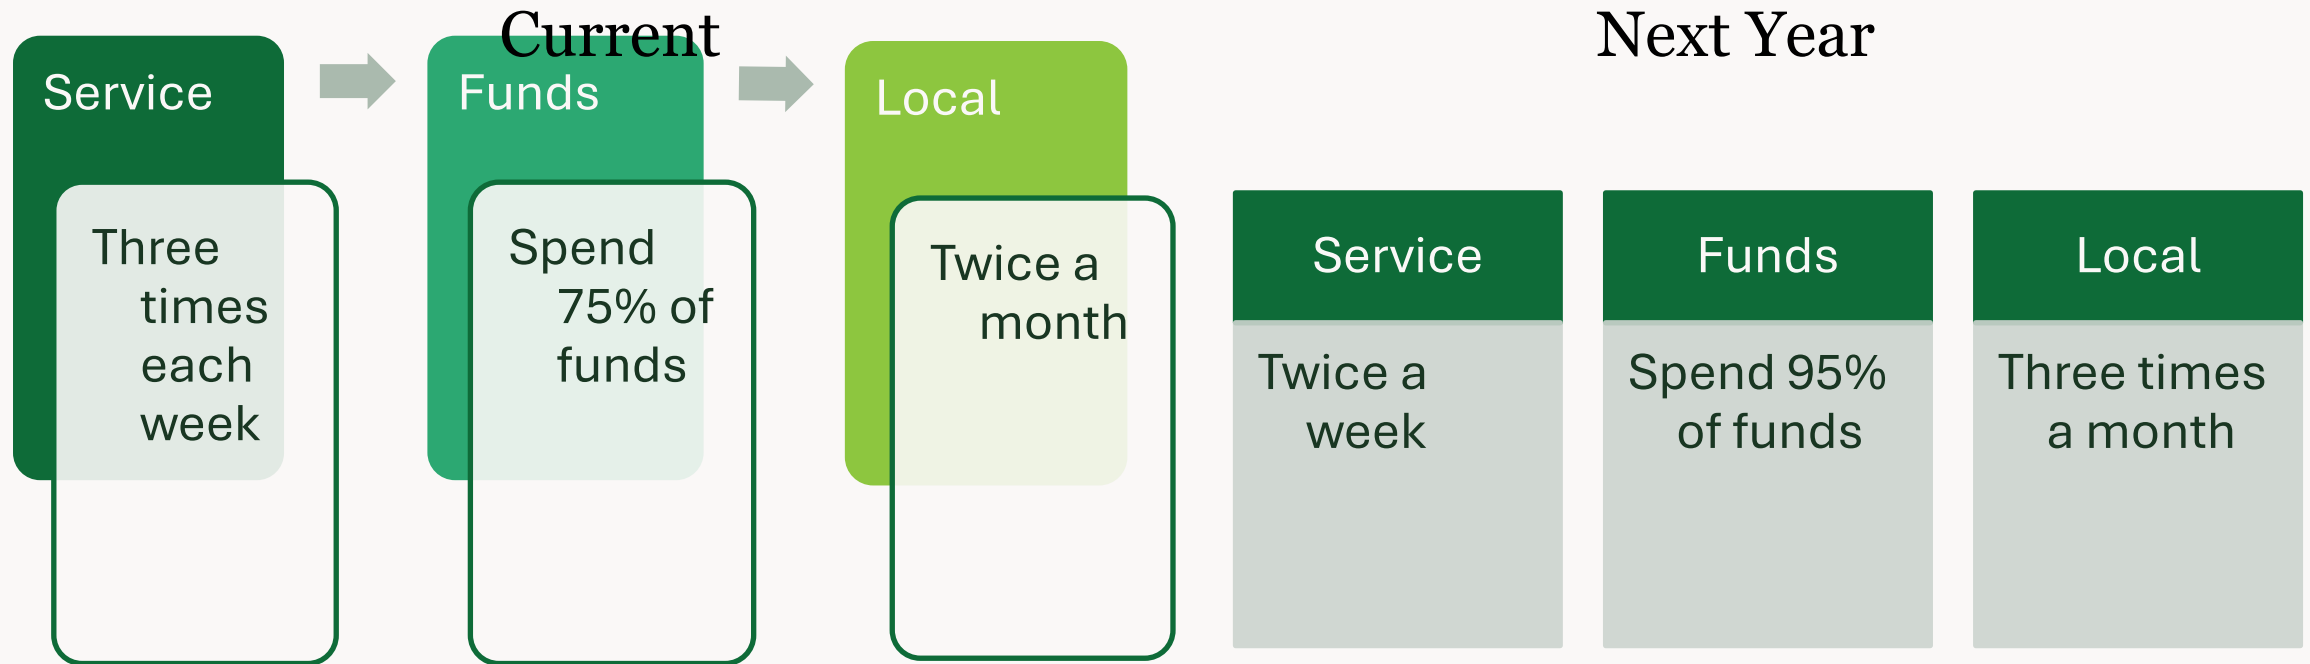 Current
Service
Three
times
each
week
Funds
Spend
75% of
funds
Local
Twice a
month
Next Year
Service
Twice a
week
Funds
Spend 95%
of funds
Local
Three times
a month